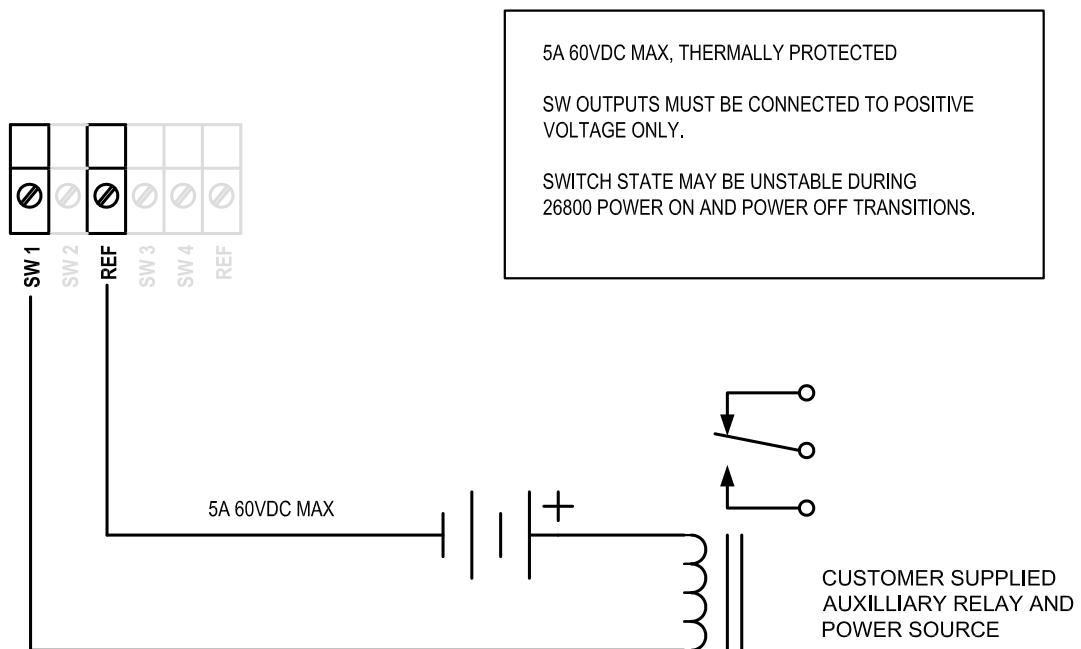 5A 60VDC MAX, THERMALLY PROTECTED
SW OUTPUTS MUST BE CONNECTED TO POSITIVE
VOLTAGE ONLY.
SWITCH STATE MAY BE UNSTABLE DURING
26800 POWER ON AND POWER OFF TRANSITIONS.
SW 1
SW 2
REF
SW 3
SW 4
REF
5A 60VDC MAX
+
CUSTOMER SUPPLIED
AUXILLIARY RELAY AND
POWER SOURCE